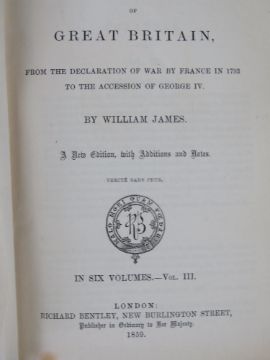 OF
GREAT BRITAIN,
FROM THE DECLARATION OF WAR BY FRANCE IN 1793
TO THE ACCESSION OF GEORGE IV.
BY WILLIAM JAMES.
A New Edition, with Additions and Notes.
VERITÉ SANS PEUR.
IN SIX VOLUMES.—VOL. III.
LONDON:
RICHARD BENTLEY, NEW BURLINGTON STREET,
Publisher in Ordinary to Her Majesty.
1859.